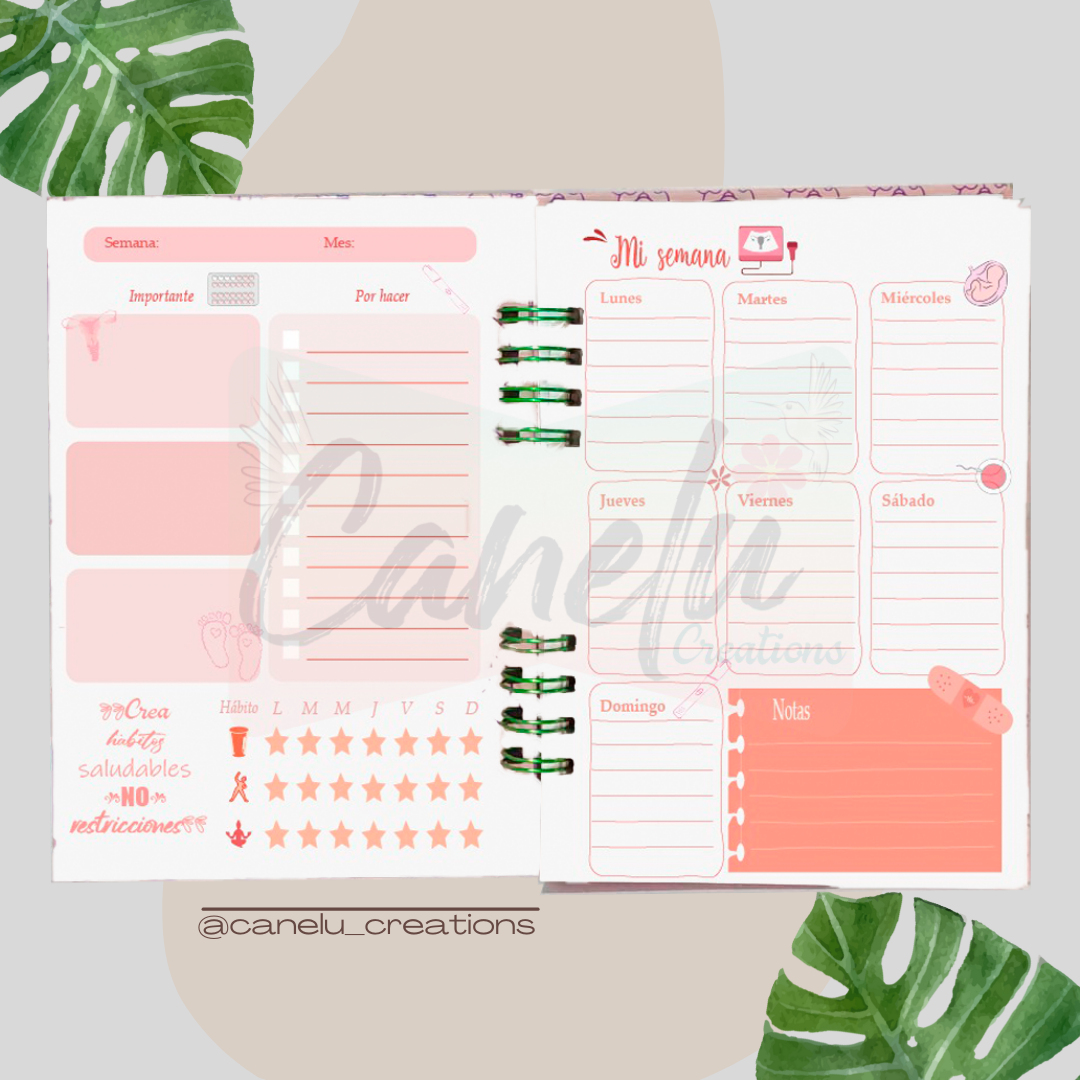 Semana: Mes:
Importante
Por hacer
Crea
hábitos
saludables
NO
restricciones
Hábito L M M J V S D
Mi semana
Lunes
Martes
Miércoles
Jueves
Viernes
Sábado
Domingo
Notas
Canelu
Creations
@canelu_creations